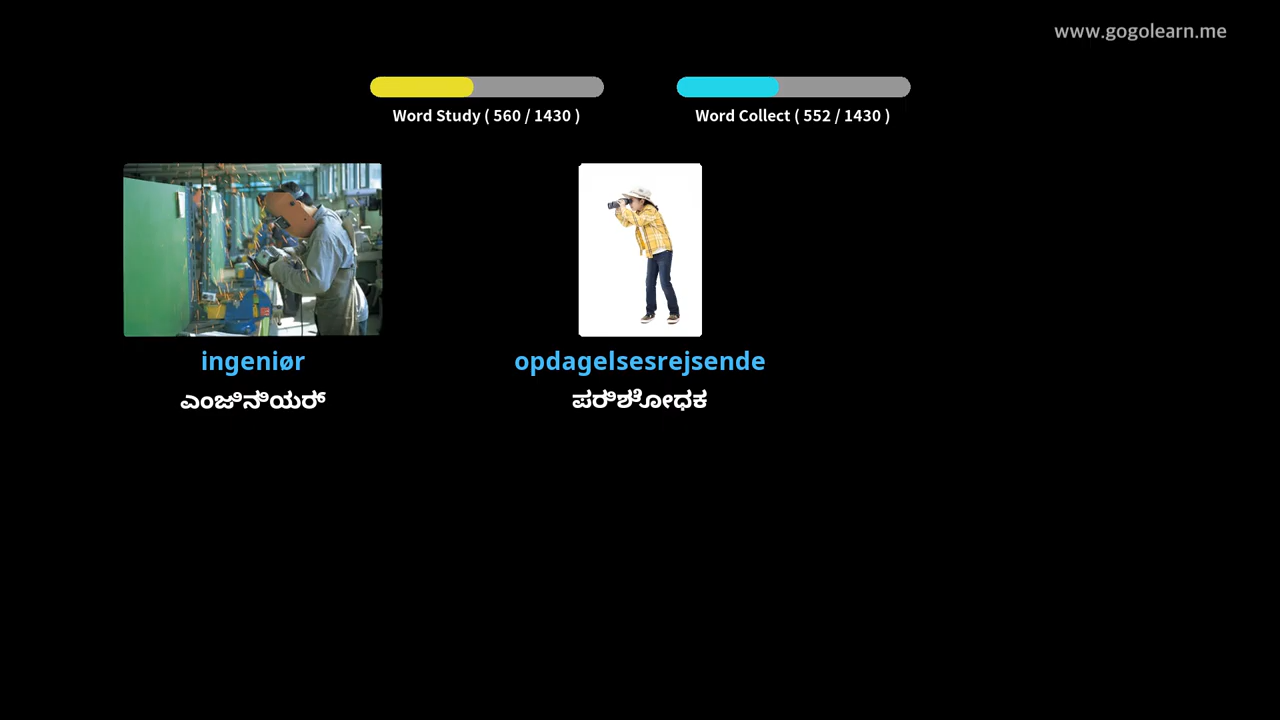 www.gogolearn.me
Word Study ( 560 / 1430 )
Word Collect ( 552 / 1430 )
ingeniør
opdagelsesrejsende
ಎಂಜಿನಿಯರ್
ಪರಿಶೋಧಕ